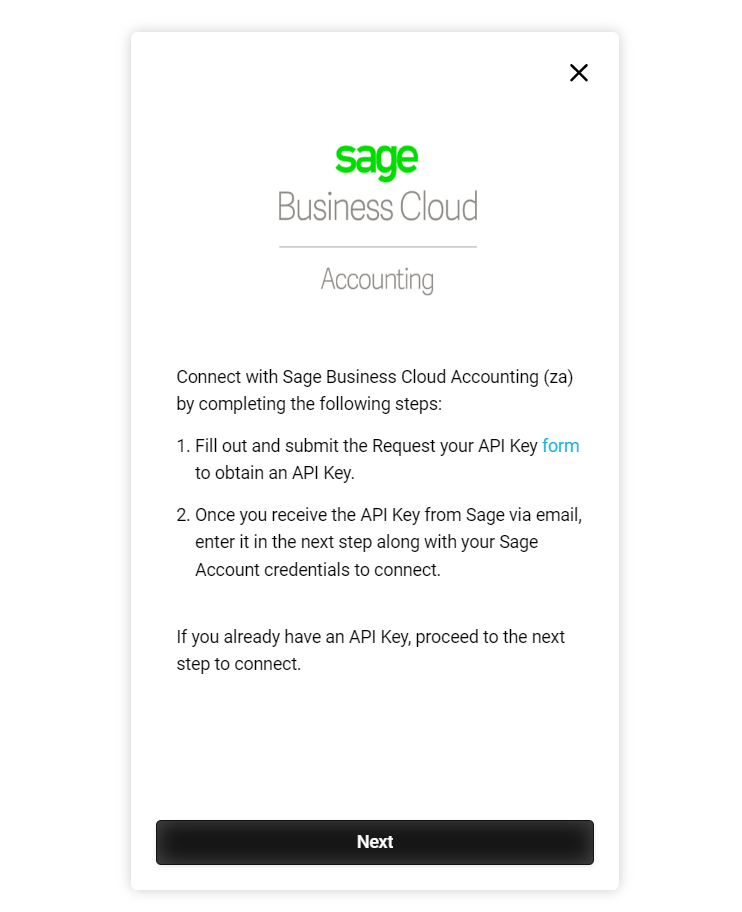 sage
Business Cloud
Accounting
Connect with Sage Business Cloud Accounting (za)
by completing the following steps:
1. Fill out and submit the Request your API Key form
to obtain an API Key.
2. Once you receive the API Key from Sage via email,
enter it in the next step along with your Sage
Account credentials to connect.
If you already have an API Key, proceed to the next
step to connect.
Next